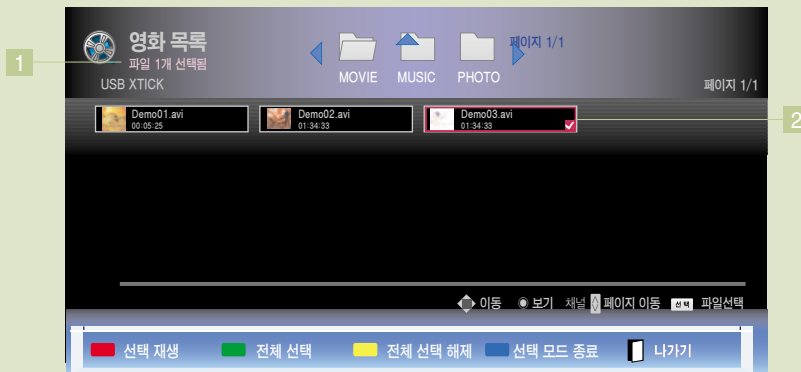 영화 목록
파일 1개 선택됨
USB XTICK
MOVIE MUSIC PHOTO
페이지 1/1
페이지 1/1
1
Demo01.avi
00:05:25
Demo02.avi
01:34:33
Demo03.avi
01:34:33
2
이동 보기 채널 페이지 이동 선택 파일선택
선택 재생 전체 선택 전체 선택 해제 선택 모드 종료 나가기